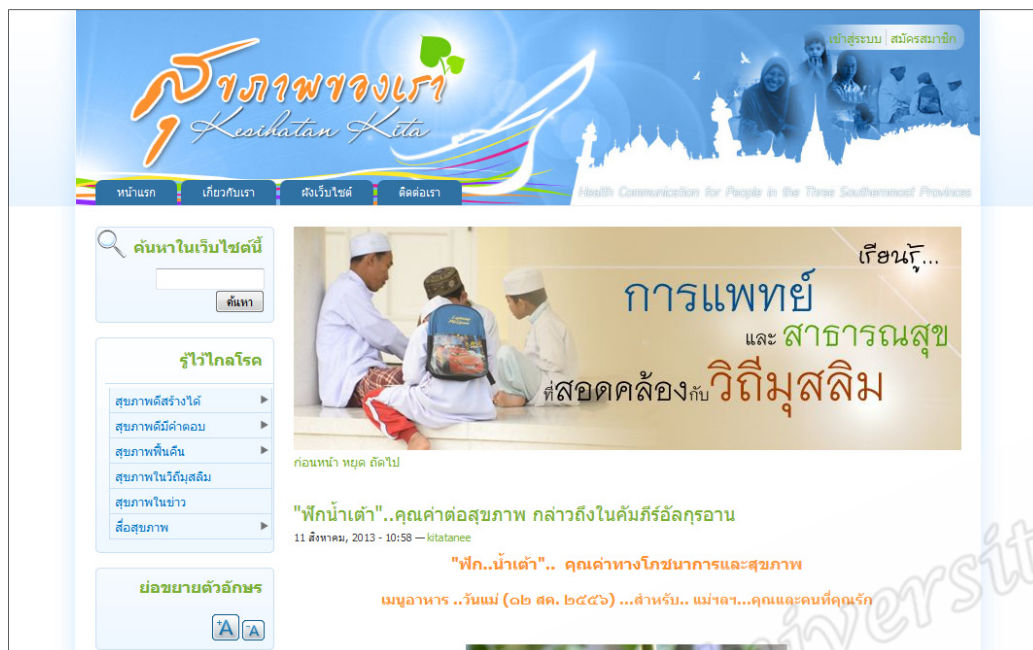 เข้าสู่ระบบ | สมัครสมาชิก
สุขภาพของเรา
Kesihatan Kita
หน้าแรก
เกี่ยวกับเรา
ผังเว็บไซต์
ติดต่อเรา
Health Communication for People in the Three Southernmost Provinces
ค้นหาในเว็บไซต์นี้
ค้นหา
รู้ไว้ไกลโรค
สุขภาพดีสร้างได้
สุขภาพดีมีคำตอบ
สุขภาพฟื้นคืน
สุขภาพในวิถีมุสลิม
สุขภาพในข่าว
สื่อสุขภาพ
ย่อขยายตัวอักษร
+A -A
เรียนรู้...
การแพทย์
และ สาธารณสุข
ที่สอดคล้องกับวิถีมุสลิม
ก่อนหน้า หยุด ถัดไป
"ฟักน้ำเต้า"..คุณค่าต่อสุขภาพ กล่าวถึงในคัมภีร์อัลกุรอาน
11 สิงหาคม, 2013 - 10:58 — kitatanee
"ฟัก..น้ำเต้า".. คุณค่าทางโภชนาการและสุขภาพ
เมนูอาหาร ..วันแม่ (๑๒ สค. ๒๕๕๖) ...สำหรับ.. แม่ฯลฯ...คุณและคนที่คุณรัก